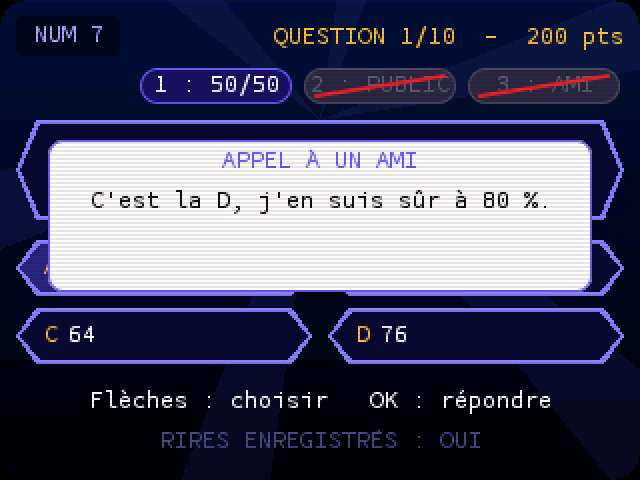 NUM 7
QUESTION 1/10 - 200 pts
1 : 50/50
2 : PUBLIC
3 : AMI
APPEL À UN AMI
C'est la D, j'en suis sûr à 80 %.
C 64
D 76
Flèches : choisir OK : répondre
RIRES ENREGISTRÉS : OUI